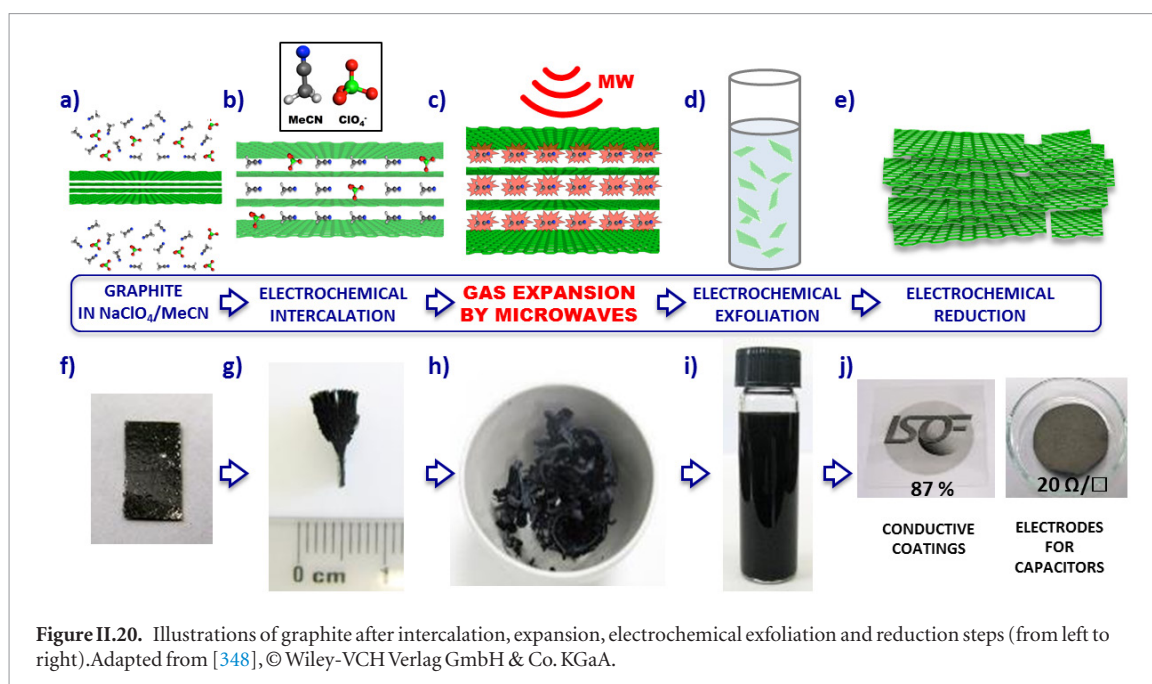 a)
b)
MeCN
ClO₄⁻
c)
MW
d)
e)
GRAPHITE
IN NaClO₄/MeCN
ELECTROCHEMICAL
INTERCALATION
GAS EXPANSION
BY MICROWAVES
ELECTROCHEMICAL
EXFOLIATION
ELECTROCHEMICAL
REDUCTION
f)
g)
0 cm 1
h)
i)
j)
ISOF
87 %
20 Ω/□
CONDUCTIVE
COATINGS
ELECTRODES
FOR
CAPACITORS
Figure II.20. Illustrations of graphite after intercalation, expansion, electrochemical exfoliation and reduction steps (from left to
right).Adapted from [348], © Wiley-VCH Verlag GmbH & Co. KGaA.